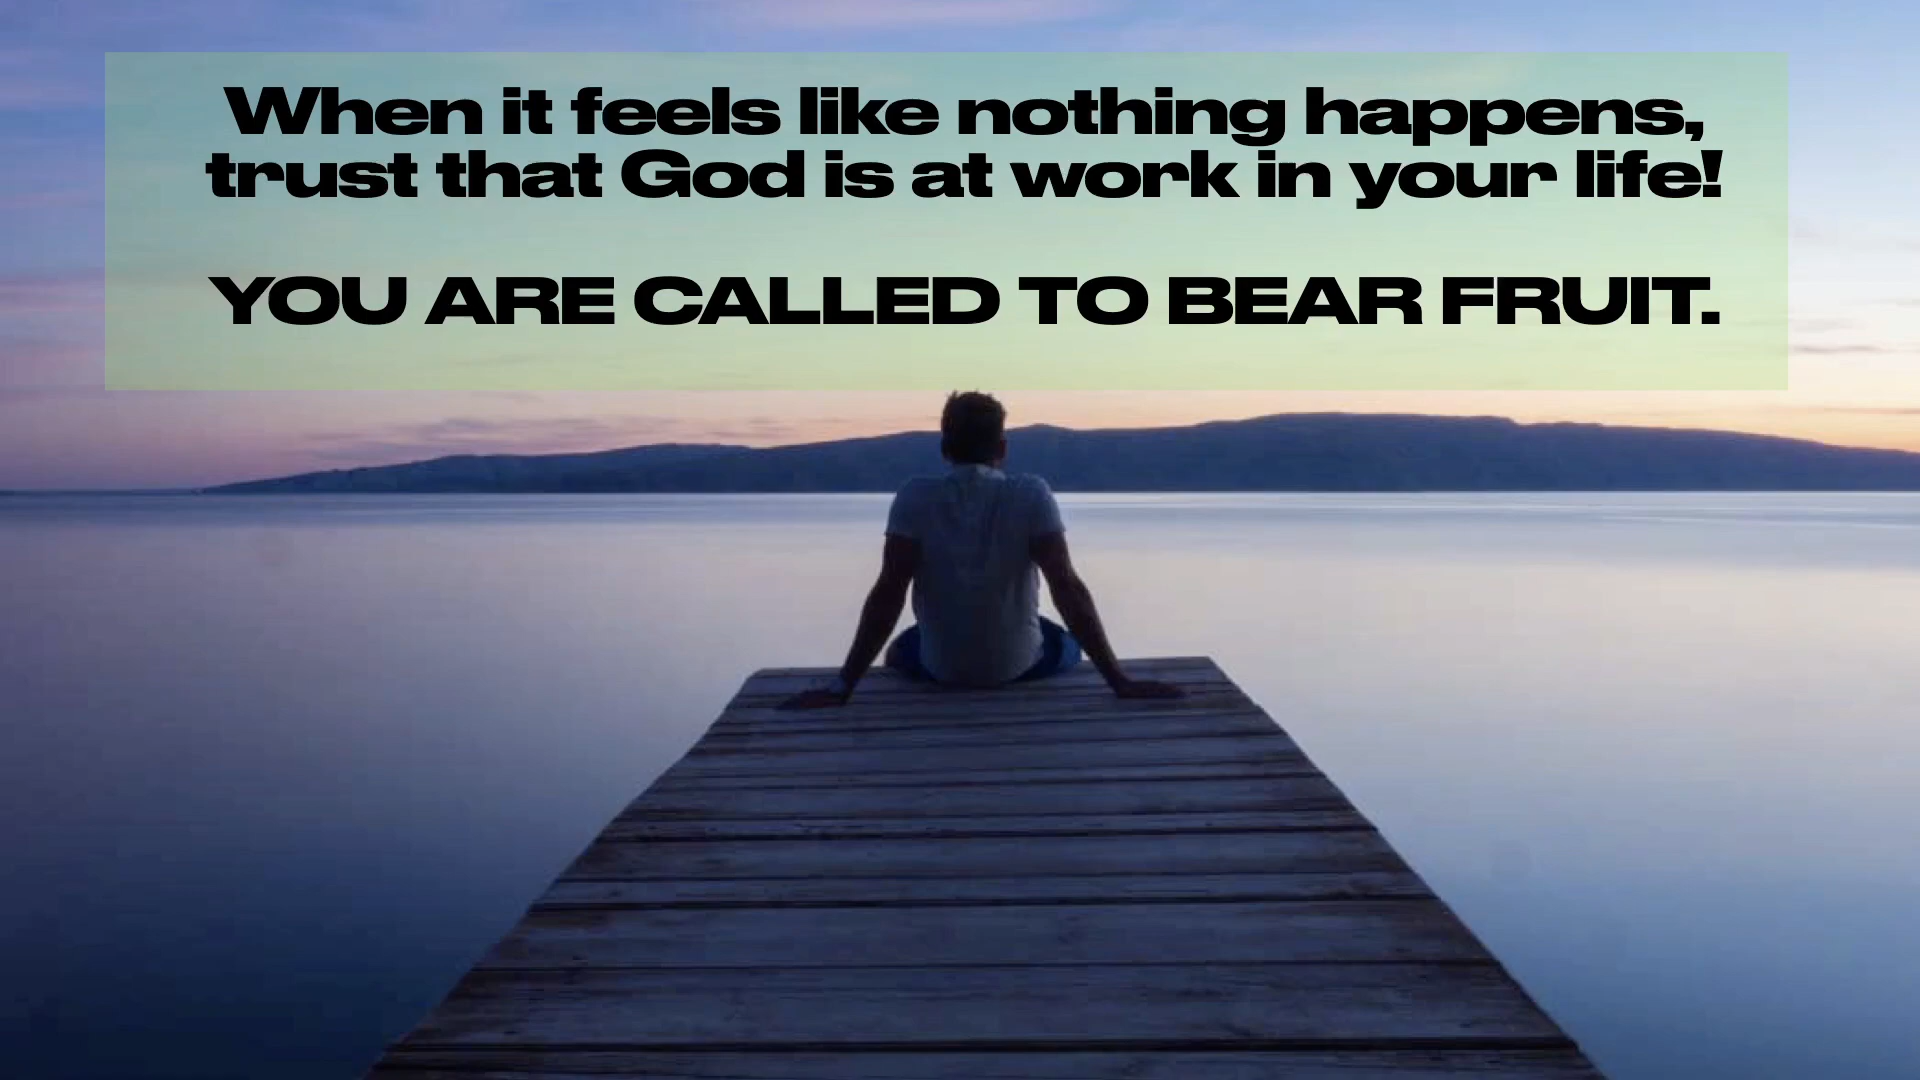 When it feels like nothing happens,
trust that God is at work in your life!
YOU ARE CALLED TO BEAR FRUIT.